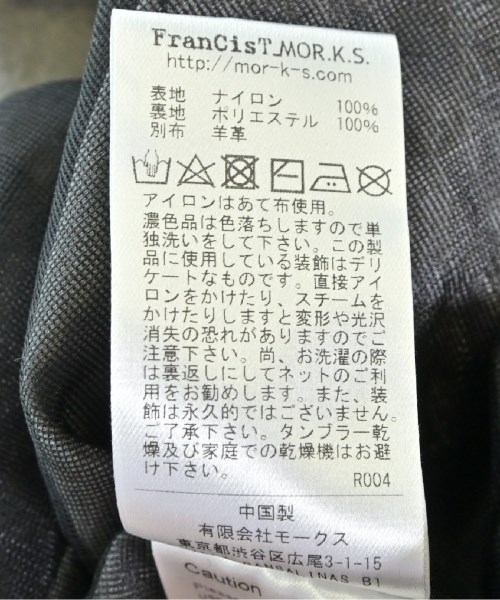 FranCisT_MOR.K.S.
http://mor-k-s.com
表地 ナイロン 100%
裏地 ポリエステル 100%
別布 羊革
アイロンはあて布使用。
濃色品は色落ちしますので単
独洗いをして下さい。この製
品に使用している装飾はデリ
ケートなものです。直接アイ
ロンをかけたり、スチームを
かけたりしますと変形や光沢
消失の恐れがありますのでご
注意下さい。尚、お洗濯の際
は裏返しにしてネットのご利
用をお勧めします。また、装
飾は永久的ではございません。
ご了承下さい。タンブラー乾
燥及び家庭での乾燥機はお避
け下さい。
R004
中国製
有限会社モークス
東京都渋谷区広尾3-1-15
B1
Caution